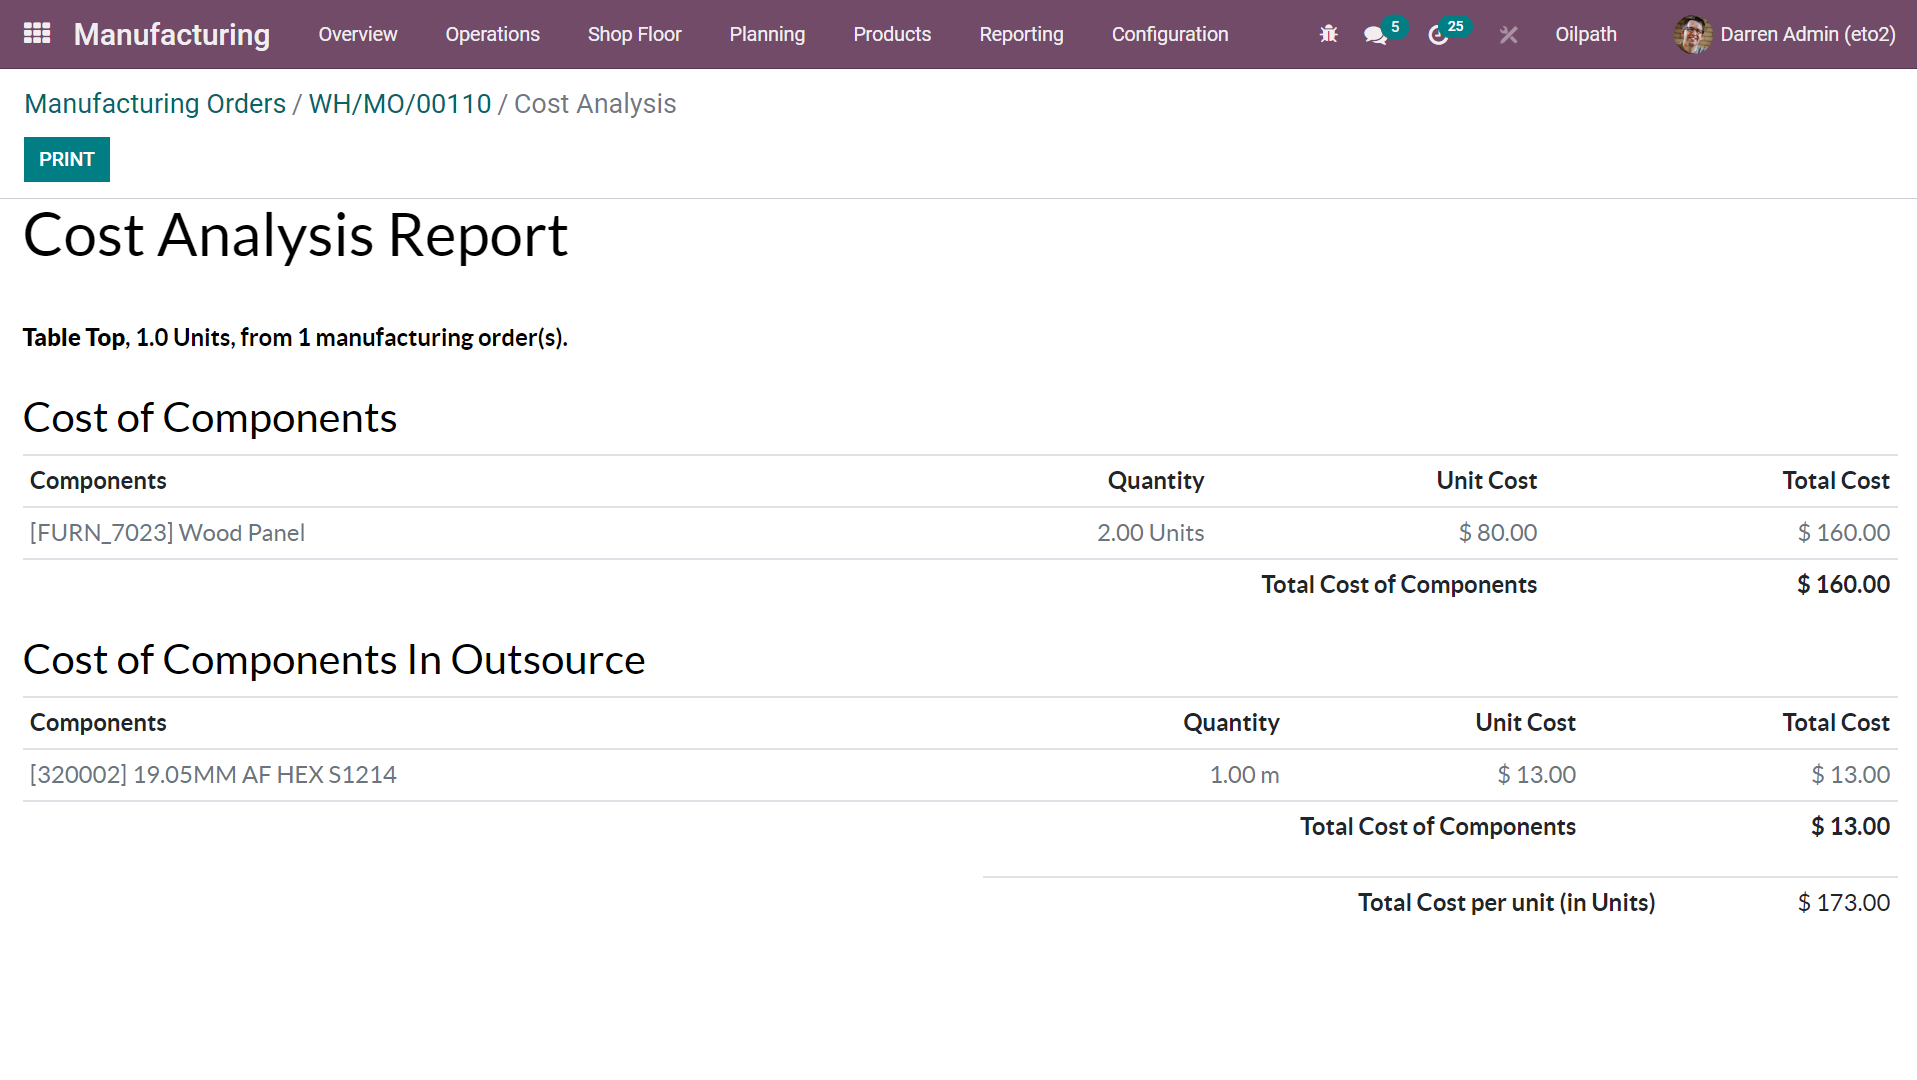 Manufacturing Overview Operations Shop Floor Planning Products Reporting Configuration 5 25 Oilpath Darren Admin (eto2)
Manufacturing Orders / WH/MO/00110 / Cost Analysis
PRINT
Cost Analysis Report
Table Top, 1.0 Units, from 1 manufacturing order(s).
Cost of Components
Components Quantity Unit Cost Total Cost
[FURN_7023] Wood Panel 2.00 Units $ 80.00 $ 160.00
Total Cost of Components $ 160.00
Cost of Components In Outsource
Components Quantity Unit Cost Total Cost
[320002] 19.05MM AF HEX S1214 1.00 m $ 13.00 $ 13.00
Total Cost of Components $ 13.00
Total Cost per unit (in Units) $ 173.00